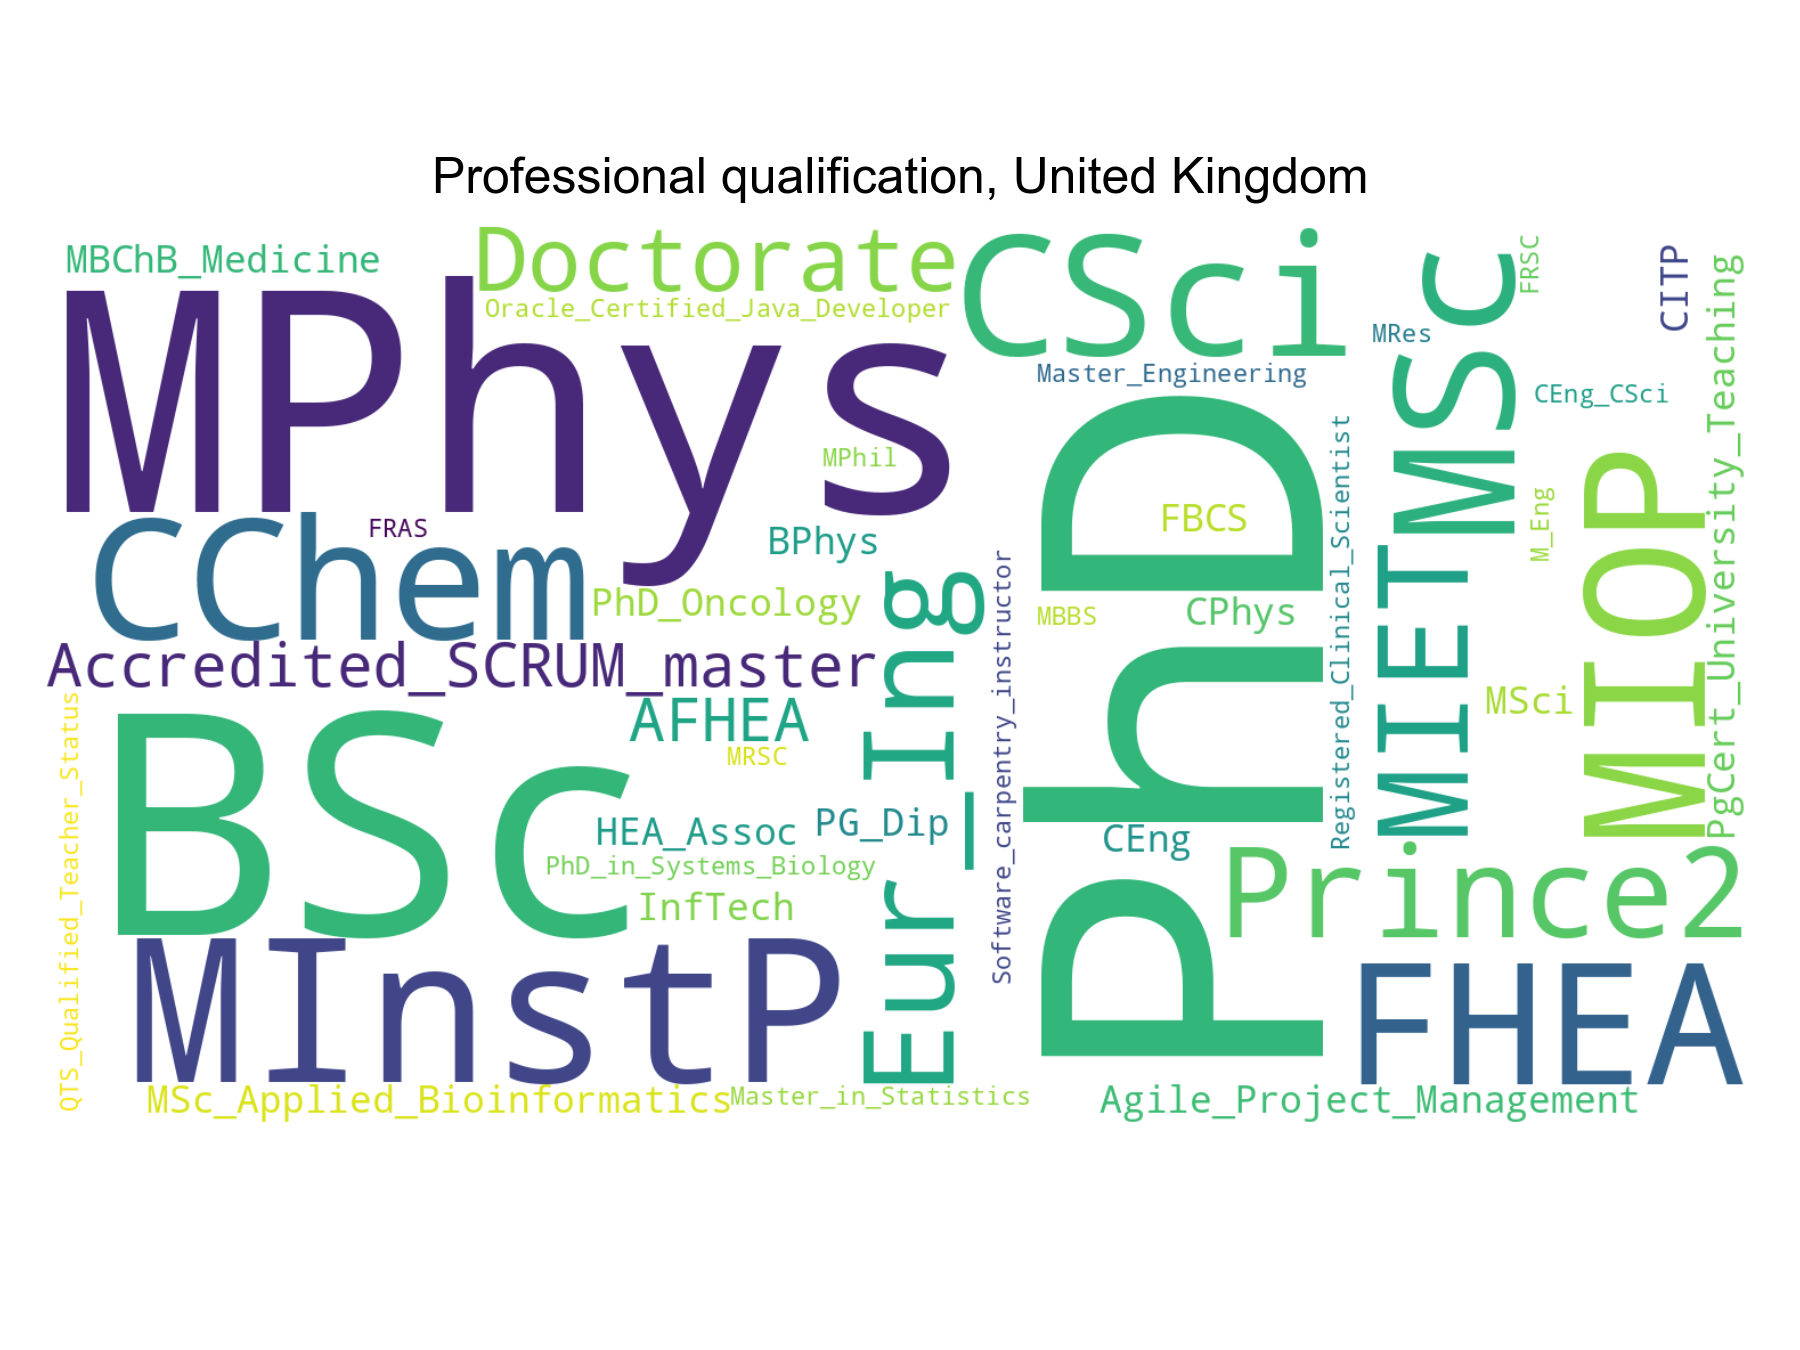 Professional qualification, United Kingdom
MBChB_Medicine
Doctorate
CSci
FRSC
CITP
Oracle_Certified_Java_Developer
MPhys
MRes
MSc
PgCert_University_Teaching
Master_Engineering
CEng_CSci
MPhil
PhD
Registered_Clinical_Scientist
MIOP
M_Eng
FBCS
FRAS
CChem
BPhys
PhD_Oncology
Eur_Ing
Software_carpentry_instructor
MBBS
CPhys
MIET
Accredited_SCRUM_master
MSci
QTS_Qualified_Teacher_Status
BSc
AFHEA
MRSC
HEA_Assoc
PG_Dip
CEng
PhD_in_Systems_Biology
InfTech
Prince2
MInstP
FHEA
MSc_Applied_Bioinformatics
Master_in_Statistics
Agile_Project_Management